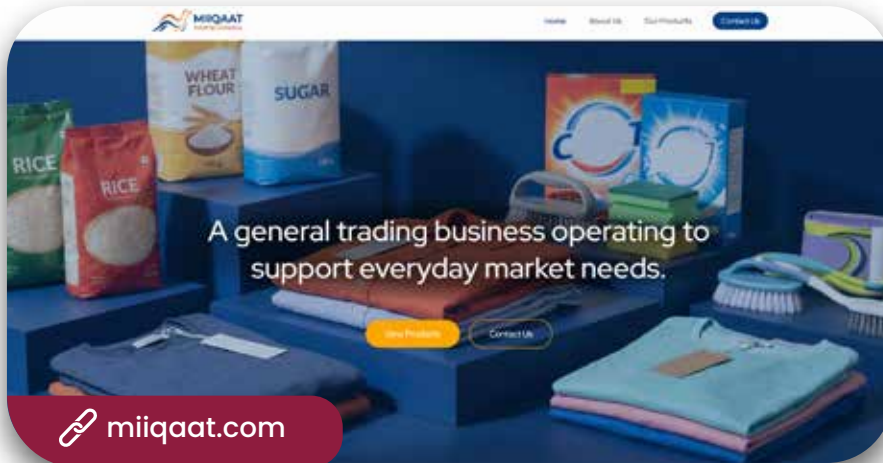 MIIQAAT
Home About Us Our Products Contact Us
WHEAT
FLOUR
SUGAR
RICE
RICE
A general trading business operating to
support everyday market needs.
View Products Contact Us
miiqaat.com